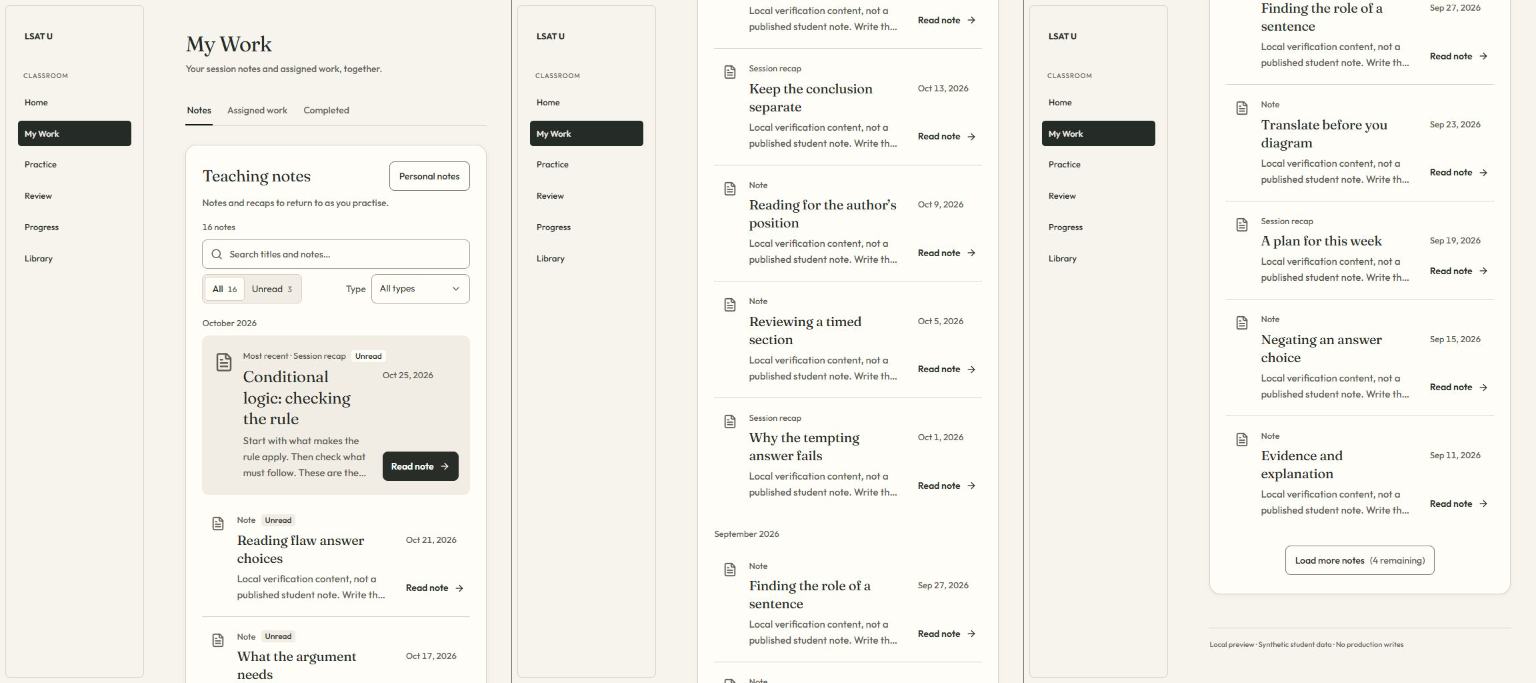 LSAT U
CLASSROOM
Home
My Work
Practice
Review
Progress
Library
My Work
Your session notes and assigned work, together.
Notes Assigned work Completed
Teaching notes
Personal notes
Notes and recaps to return to as you practise.
16 notes
Search titles and notes...
All 16 Unread 3 Type All types
October 2026
Most recent · Session recap Unread
Conditional
logic: checking
the rule
Oct 25, 2026
Start with what makes the
rule apply. Then check what
must follow. These are the...
Read note →
Note Unread
Reading flaw answer
choices
Oct 21, 2026
Local verification content, not a
published student note. Write th...
Read note →
Note Unread
What the argument
needs
Oct 17, 2026
LSAT U
CLASSROOM
Home
My Work
Practice
Review
Progress
Library
Local verification content, not a
published student note. Write th...
Read note →
Session recap
Keep the conclusion
separate
Oct 13, 2026
Local verification content, not a
published student note. Write th...
Read note →
Note
Reading for the author's
position
Oct 9, 2026
Local verification content, not a
published student note. Write th...
Read note →
Note
Reviewing a timed
section
Oct 5, 2026
Local verification content, not a
published student note. Write th...
Read note →
Session recap
Why the tempting
answer fails
Oct 1, 2026
Local verification content, not a
published student note. Write th...
Read note →
September 2026
Note
Finding the role of a
sentence
Sep 27, 2026
Local verification content, not a
published student note. Write th...
Read note →
Note
LSAT U
CLASSROOM
Home
My Work
Practice
Review
Progress
Library
Finding the role of a
sentence
Sep 27, 2026
Local verification content, not a
published student note. Write th...
Read note →
Note
Translate before you
diagram
Sep 23, 2026
Local verification content, not a
published student note. Write th...
Read note →
Session recap
A plan for this week
Sep 19, 2026
Local verification content, not a
published student note. Write th...
Read note →
Note
Negating an answer
choice
Sep 15, 2026
Local verification content, not a
published student note. Write th...
Read note →
Note
Evidence and
explanation
Sep 11, 2026
Local verification content, not a
published student note. Write th...
Read note →
Load more notes (4 remaining)
Local preview · Synthetic student data · No production writes